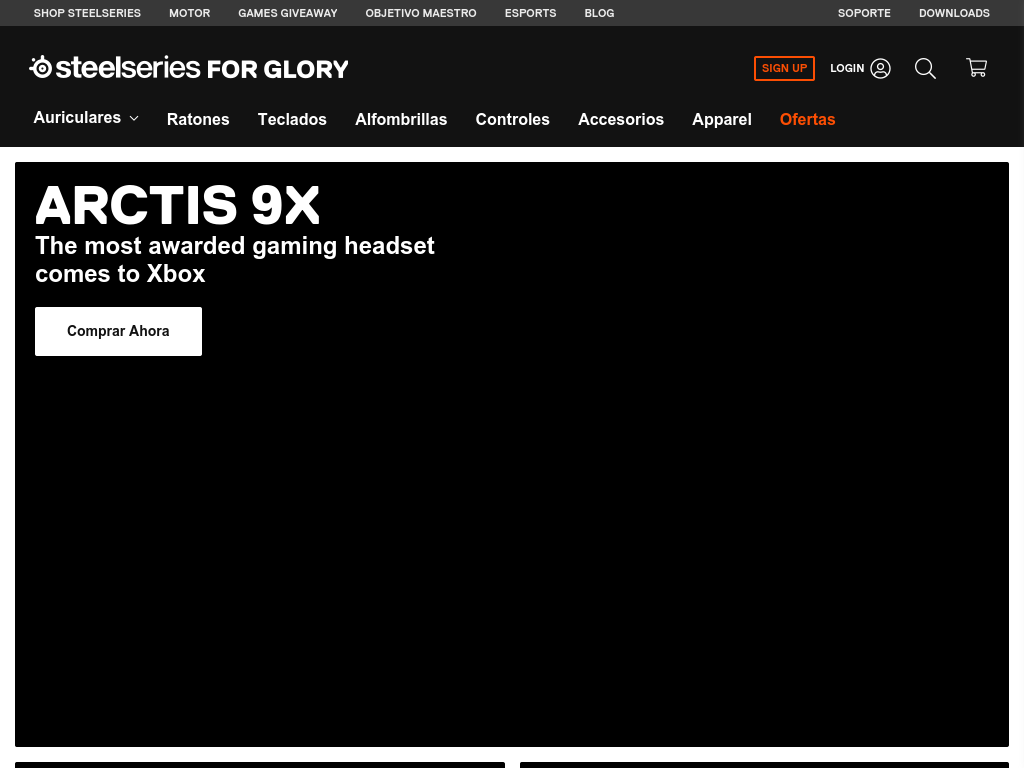 SHOP STEELSERIES MOTOR GAMES GIVEAWAY OBJETIVO MAESTRO ESPORTS BLOG SOPORTE DOWNLOADS
steelseries FOR GLORY SIGN UP LOGIN
Auriculares Ratones Teclados Alfombrillas Controles Accesorios Apparel Ofertas
ARCTIS 9X
The most awarded gaming headset
comes to Xbox
Comprar Ahora